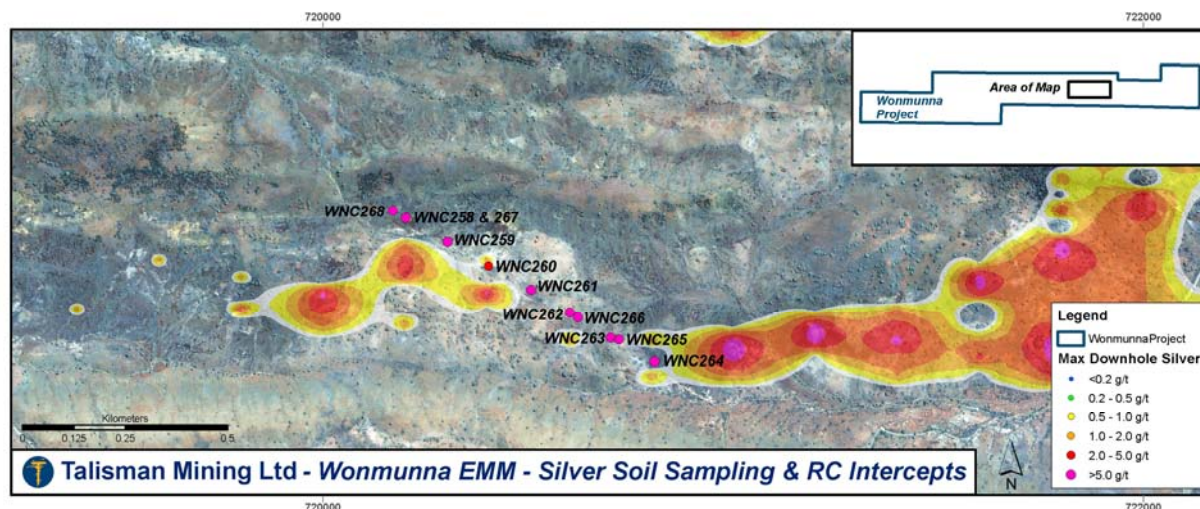 720000
722000
Area of Map
Wonmunna
Project
WNC268
WNC258 & 267
WNC259
WNC260
WNC261
WNC262
WNC266
WNC263
WNC265
WNC264
Legend
WonmunnaProject
Max Downhole Silver
<0.2 g/t
0.2 - 0.5 g/t
0.5 - 1.0 g/t
1.0 - 2.0 g/t
2.0 - 5.0 g/t
>5.0 g/t
Kilometers
0 0.125 0.25 0.5
N
Talisman Mining Ltd - Wonmunna EMM - Silver Soil Sampling & RC Intercepts
720000
722000